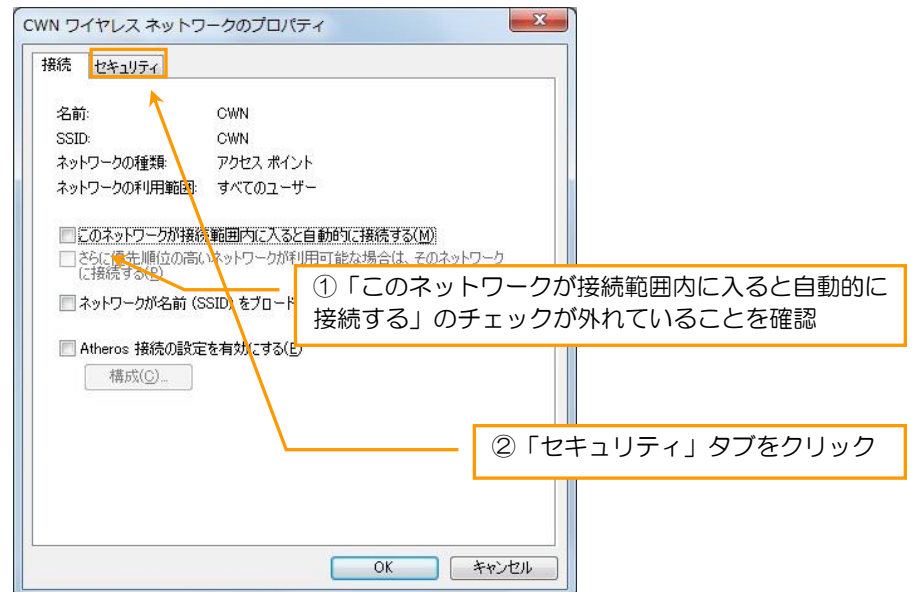 CWN ワイヤレス ネットワークのプロパティ
接続 セキュリティ
名前: CWN
SSID: CWN
ネットワークの種類: アクセス ポイント
ネットワークの利用範囲: すべてのユーザー
このネットワークが接続範囲内に入ると自動的に接続する(M)
さらに優先順位の高いネットワークが利用可能な場合は、そのネットワーク
に接続する(P)
ネットワークが名前 (SSID) をブロード
①「このネットワークが接続範囲内に入ると自動的に
接続する」のチェックが外れていることを確認
Atheros 接続の設定を有効にする(E)
構成(C)...
②「セキュリティ」タブをクリック
OK キャンセル